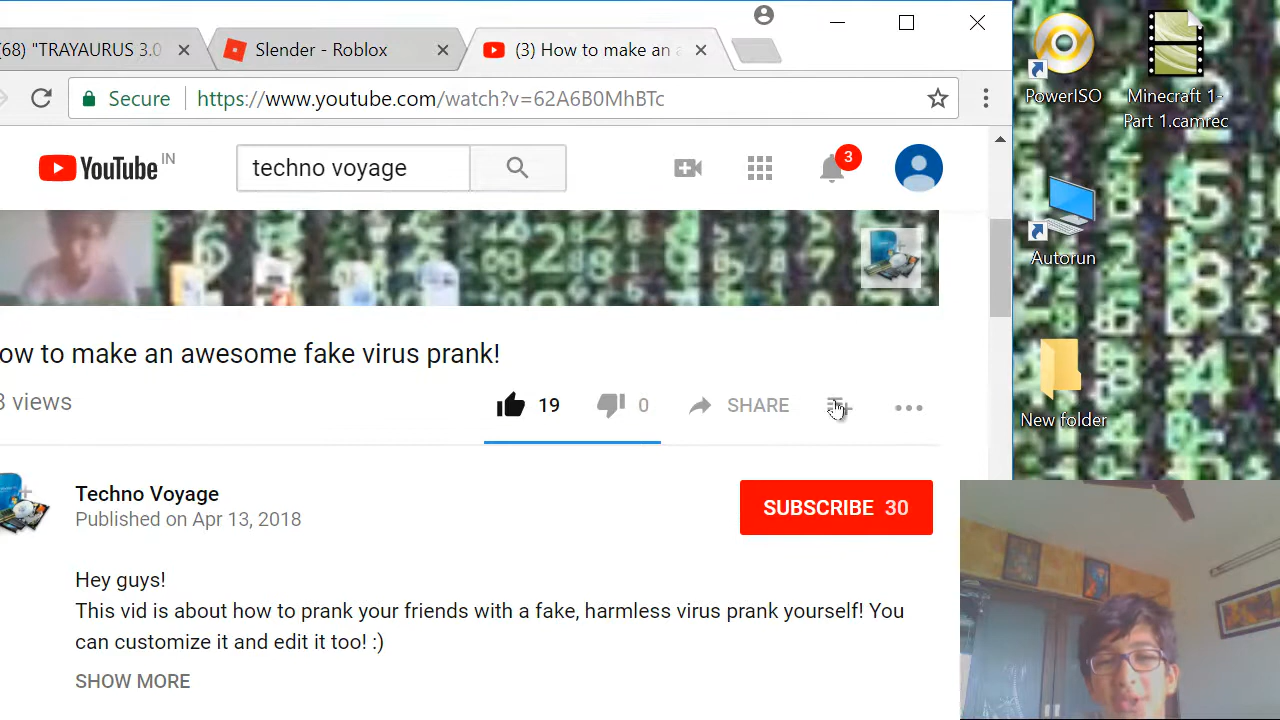 (68) "TRAYAURUS 3.0
Slender - Roblox
(3) How to make an a
Secure
https://www.youtube.com/watch?v=62A6B0MhBTc
YouTube IN
techno voyage
3
ow to make an awesome fake virus prank!
3 views
19
0
SHARE
Techno Voyage
Published on Apr 13, 2018
SUBSCRIBE 30
Hey guys!
This vid is about how to prank your friends with a fake, harmless virus prank yourself! You
can customize it and edit it too! :)
SHOW MORE
PowerISO
Minecraft 1-
Part 1.camrec
Autorun
New folder